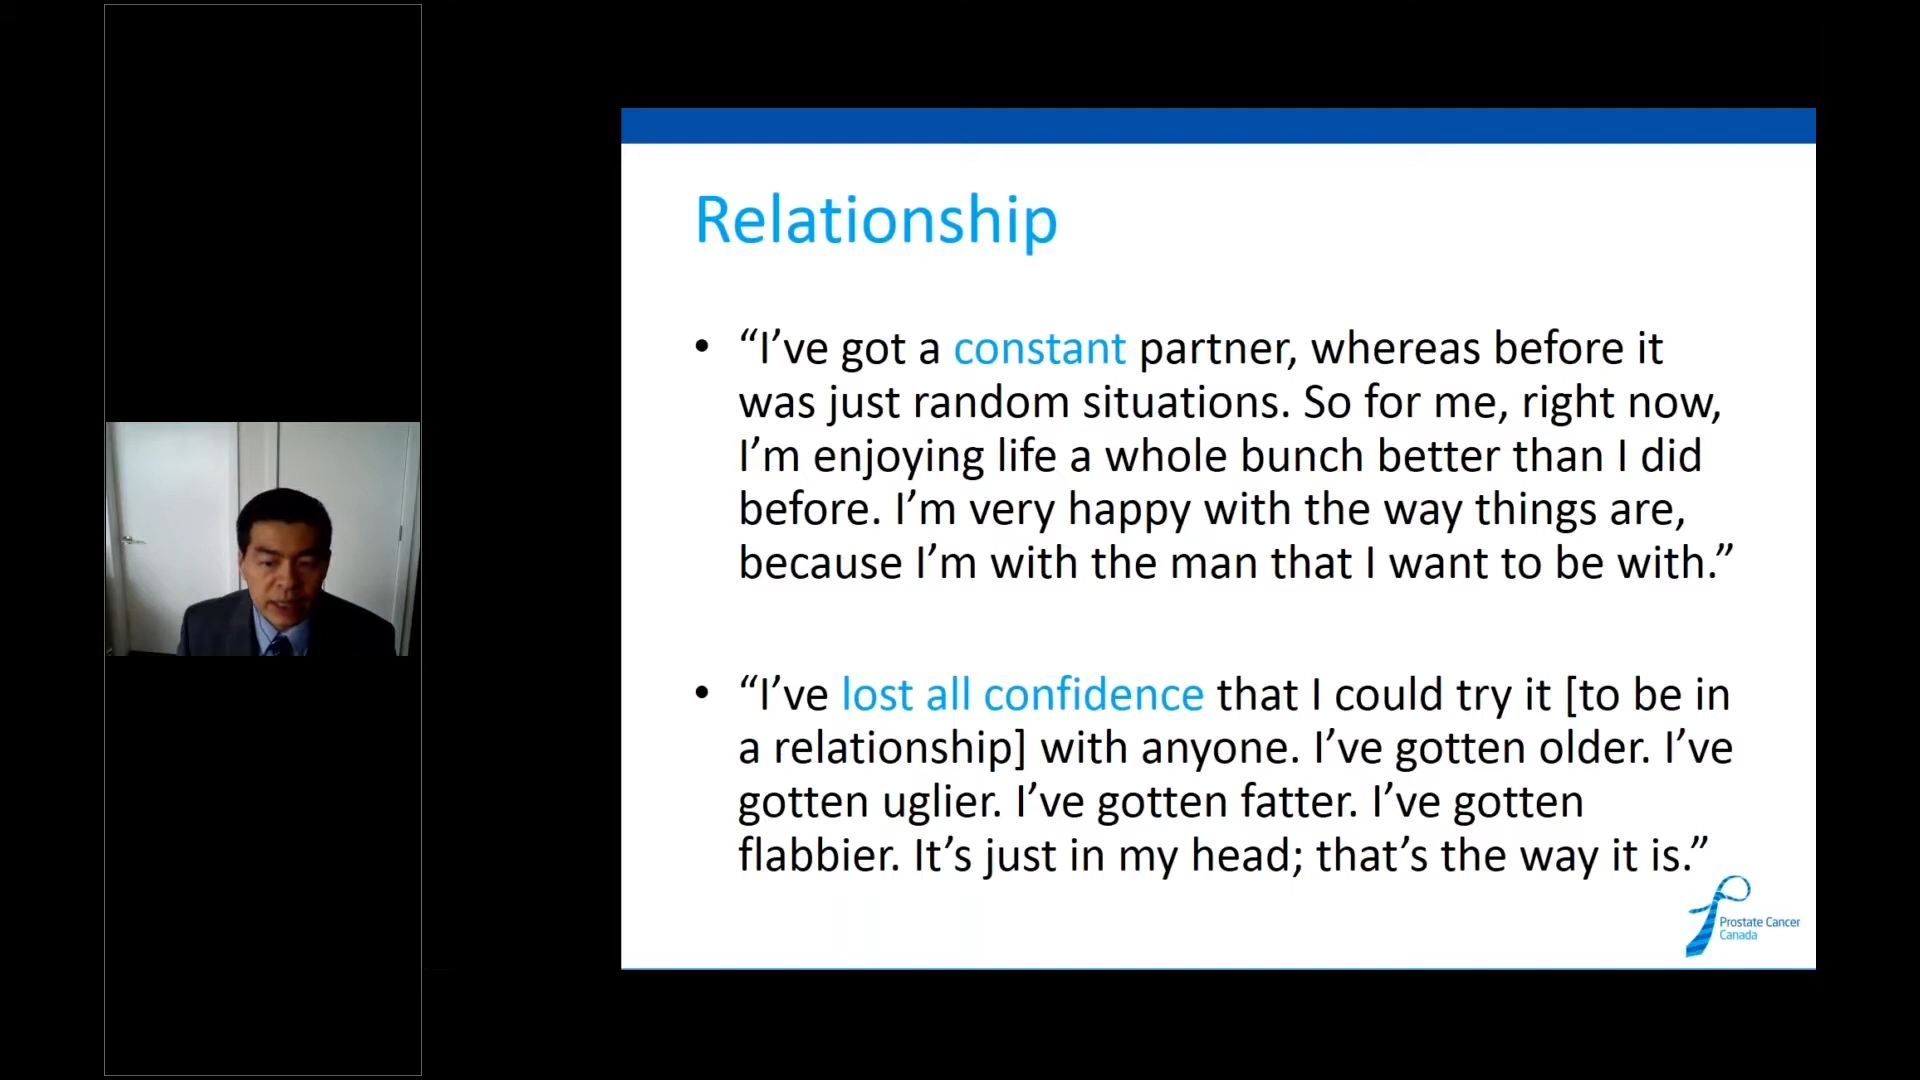 Relationship
• “I’ve got a constant partner, whereas before it
was just random situations. So for me, right now,
I’m enjoying life a whole bunch better than I did
before. I’m very happy with the way things are,
because I’m with the man that I want to be with.”
• “I’ve lost all confidence that I could try it [to be in
a relationship] with anyone. I’ve gotten older. I’ve
gotten uglier. I’ve gotten fatter. I’ve gotten
flabbier. It’s just in my head; that’s the way it is.”
Prostate Cancer
Canada